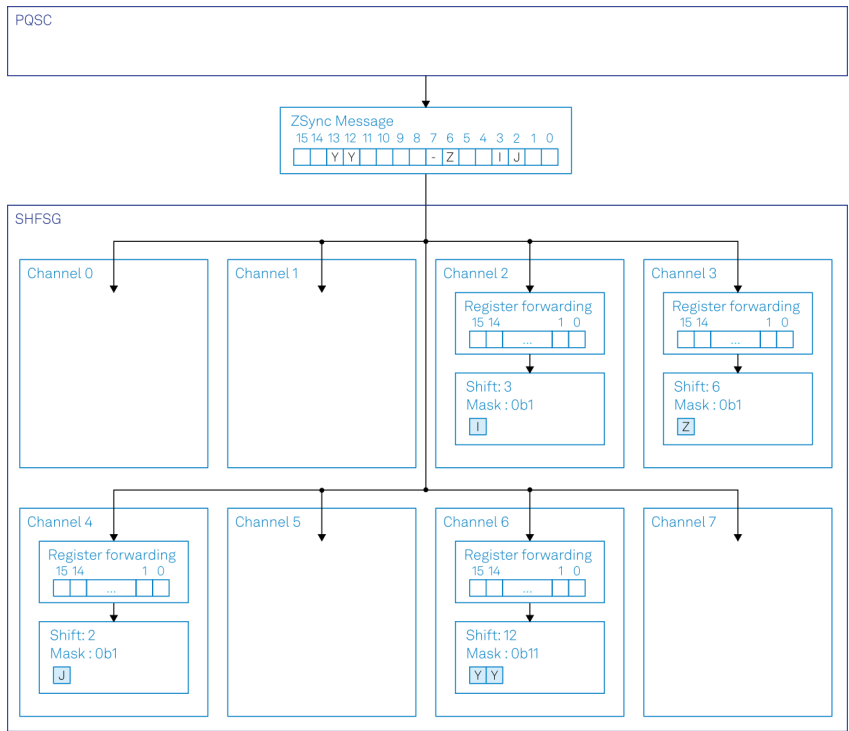 PQSC
ZSync Message
15 14 13 12 11 10 9 8 7 6 5 4 3 2 1 0
Y Y - Z I J
SHFSG
Channel 0 Channel 1 Channel 2 Channel 3
Register forwarding Register forwarding
15 14 1 0 15 14 1 0
... ...
Shift: 3 Shift: 6
Mask : 0b1 Mask : 0b1
I Z
Channel 4 Channel 5 Channel 6 Channel 7
Register forwarding Register forwarding
15 14 1 0 15 14 1 0
... ...
Shift: 2 Shift: 12
Mask : 0b1 Mask : 0b11
J Y Y